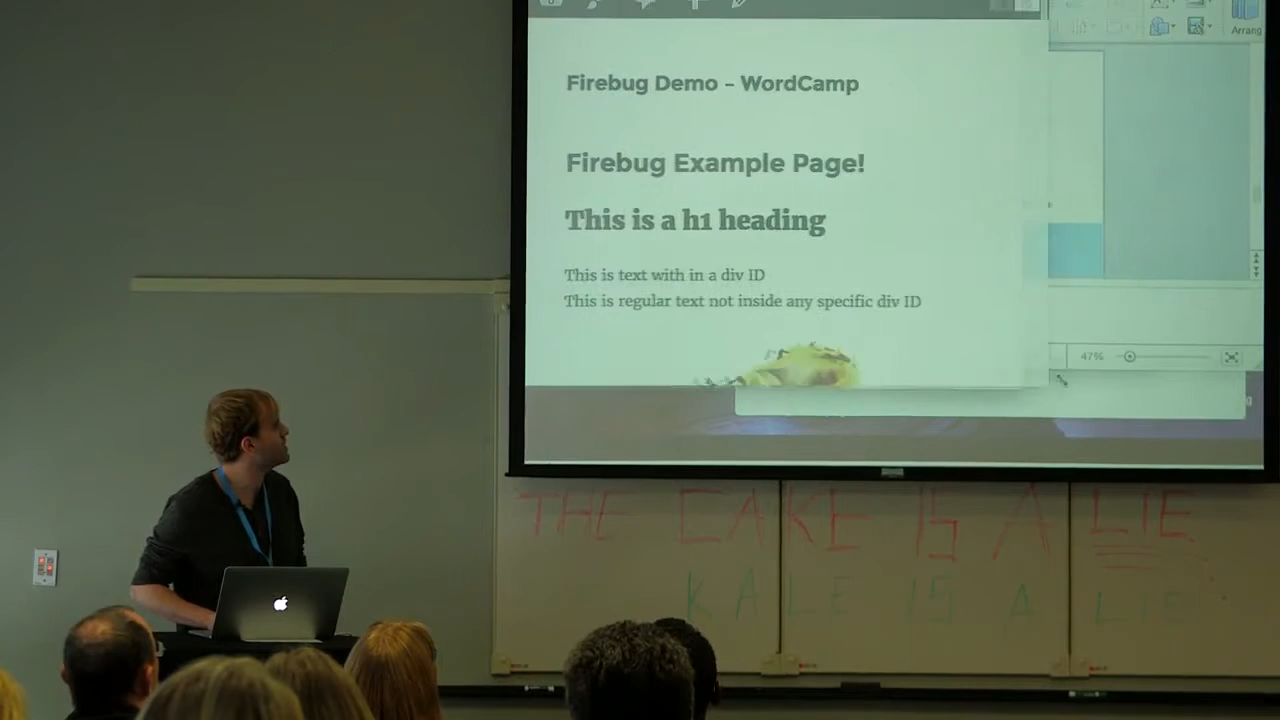 Arrang
Firebug Demo – WordCamp
Firebug Example Page!
This is a h1 heading
This is text with in a div ID
This is regular text not inside any specific div ID
47%
THE CAKE IS A LIE
KALE IS A LIE